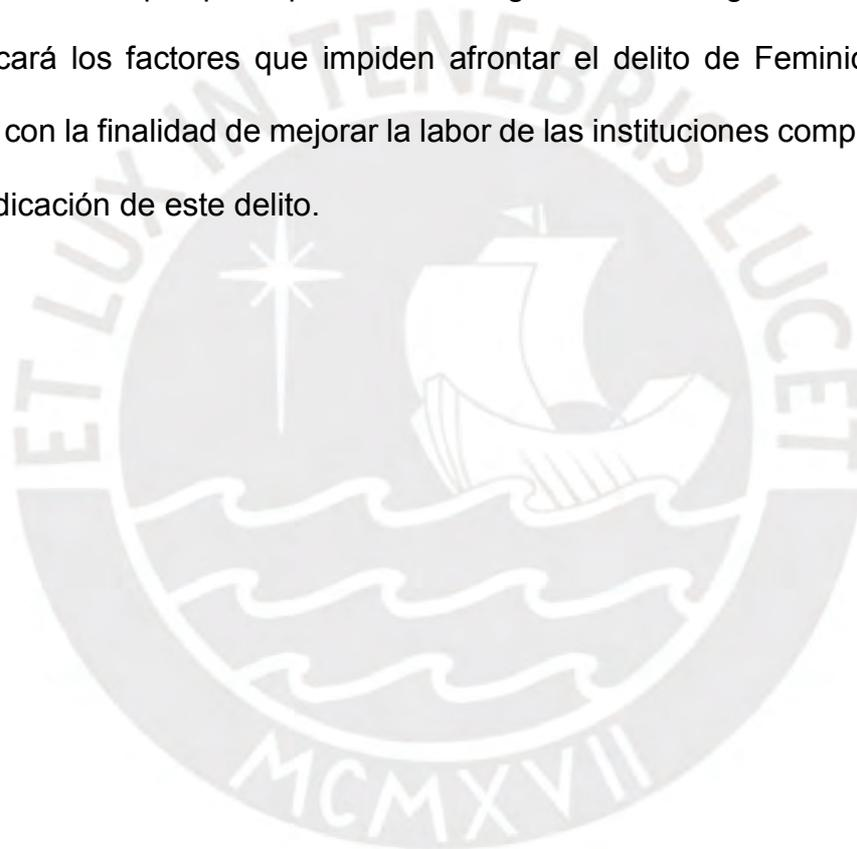 cará los factores que impiden afrontar el delito de Feminic
con la finalidad de mejorar la labor de las instituciones comp
dicación de este delito.
ET LUX IN TENEBRIS LUCET
MCMXVII